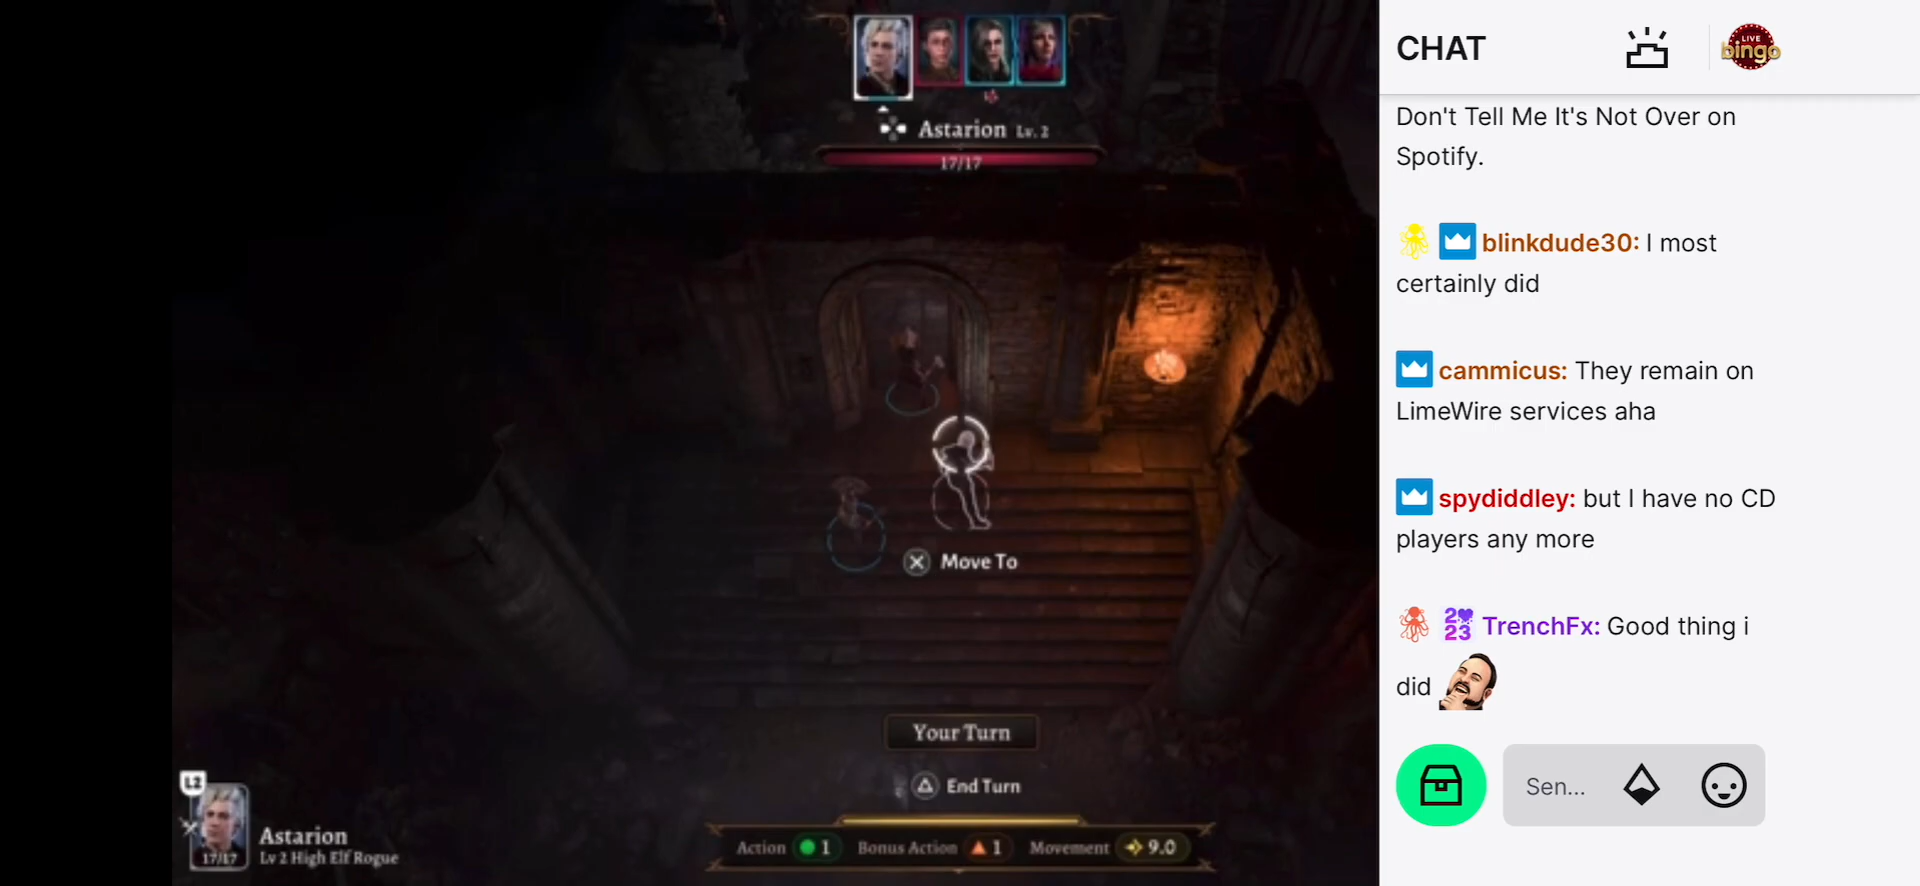 Astarion Lv. 2
17/17
Move To
Your Turn
End Turn
L2
17/17
Astarion
Lv 2 High Elf Rogue
Action 1 Bonus Action 1 Movement 9.0
CHAT
LIVE
bingo
Don't Tell Me It's Not Over on
Spotify.
blinkdude30: I most
certainly did
cammicus: They remain on
LimeWire services aha
spydiddley: but I have no CD
players any more
2023 TrenchFx: Good thing i
did
Sen...